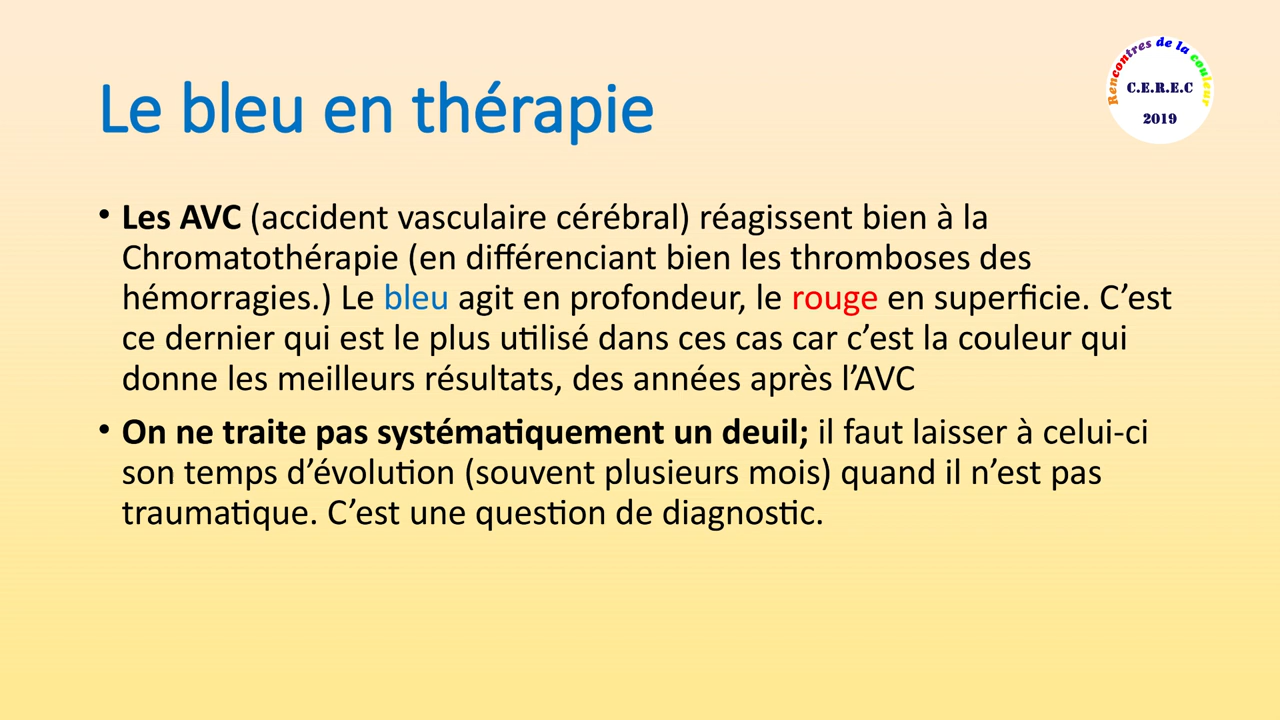 Le bleu en thérapie
Rencontres de la couleur
C.E.R.E.C
2019
• Les AVC (accident vasculaire cérébral) réagissent bien à la
Chromatothérapie (en différenciant bien les thromboses des
hémorragies.) Le bleu agit en profondeur, le rouge en superficie. C’est
ce dernier qui est le plus utilisé dans ces cas car c’est la couleur qui
donne les meilleurs résultats, des années après l’AVC
• On ne traite pas systématiquement un deuil; il faut laisser à celui-ci
son temps d’évolution (souvent plusieurs mois) quand il n’est pas
traumatique. C’est une question de diagnostic.